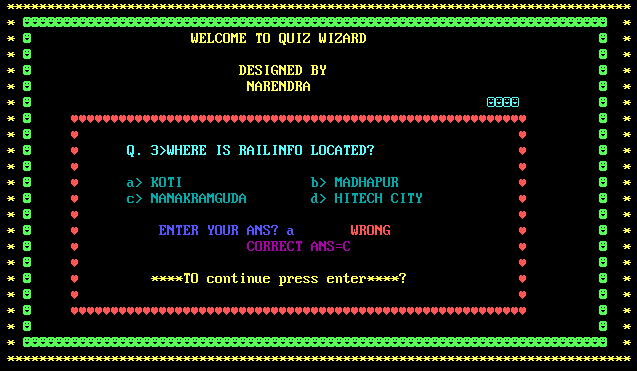 WELCOME TO QUIZ WIZARD
DESIGNED BY
NARENDRA
Q. 3>WHERE IS RAILINFO LOCATED?
a> KOTI b> MADHAPUR
c> NANAKRAMGUDA d> HITECH CITY
ENTER YOUR ANS? a WRONG
CORRECT ANS=C
****TO continue press enter****?